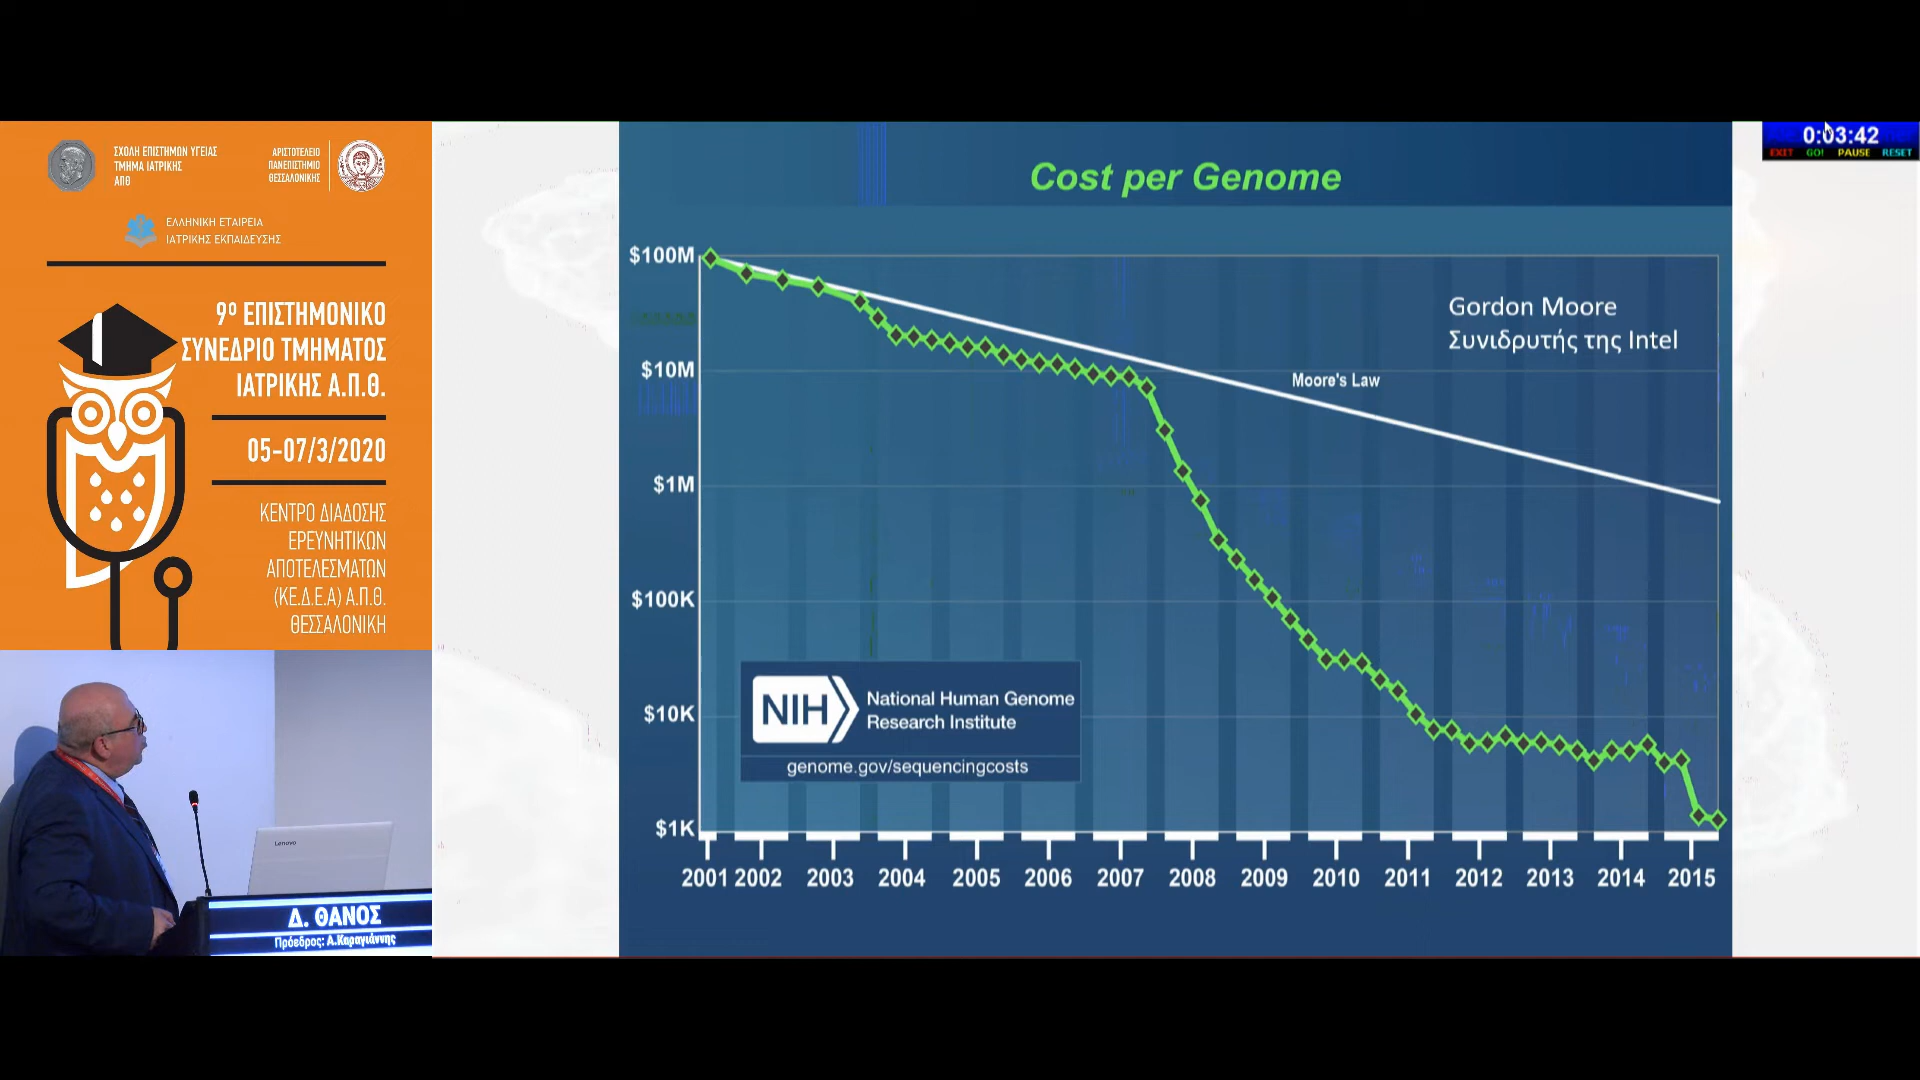 ΣΧΟΛΗ ΕΠΙΣΤΗΜΩΝ ΥΓΕΙΑΣ
ΤΜΗΜΑ ΙΑΤΡΙΚΗΣ
ΑΠΘ
ΑΡΙΣΤΟΤΕΛΕΙΟ
ΠΑΝΕΠΙΣΤΗΜΙΟ
ΘΕΣΣΑΛΟΝΙΚΗΣ
ΕΛΛΗΝΙΚΗ ΕΤΑΙΡΕΙΑ
ΙΑΤΡΙΚΗΣ ΕΚΠΑΙΔΕΥΣΗΣ
9º ΕΠΙΣΤΗΜΟΝΙΚΟ
ΣΥΝΕΔΡΙΟ ΤΜΗΜΑΤΟΣ
ΙΑΤΡΙΚΗΣ Α.Π.Θ.
05-07/3/2020
ΚΕΝΤΡΟ ΔΙΑΔΟΣΗΣ
ΕΡΕΥΝΗΤΙΚΩΝ
ΑΠΟΤΕΛΕΣΜΑΤΩΝ
(ΚΕ.Δ.Ε.Α) Α.Π.Θ.
ΘΕΣΣΑΛΟΝΙΚΗ
Lenovo
Δ. ΘΑΝΟΣ
Πρόεδρος: Α.Καραγιάννης
Cost per Genome
$100M
$10M
$1M
$100K
$10K
$1K
Gordon Moore
Συνιδρυτής της Intel
Moore's Law
NIH
National Human Genome
Research Institute
genome.gov/sequencingcosts
2001 2002 2003 2004 2005 2006 2007 2008 2009 2010 2011 2012 2013 2014 2015
0:03:42
EXIT GO! PAUSE RESET